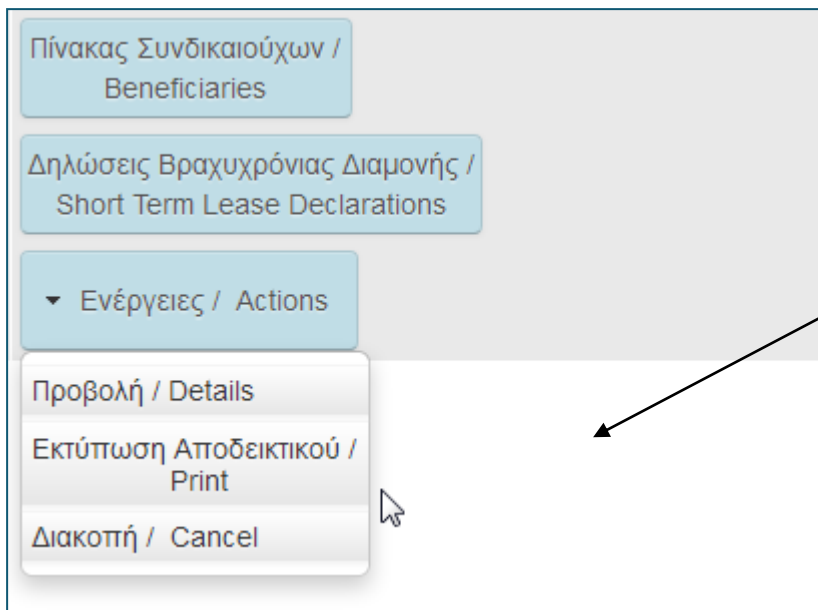 Πίνακας Συνδικαιούχων /
Beneficiaries
Δηλώσεις Βραχυχρόνιας Διαμονής /
Short Term Lease Declarations
Ενέργειες / Actions
Προβολή / Details
Εκτύπωση Αποδεικτικού /
Print
Διακοπή / Cancel